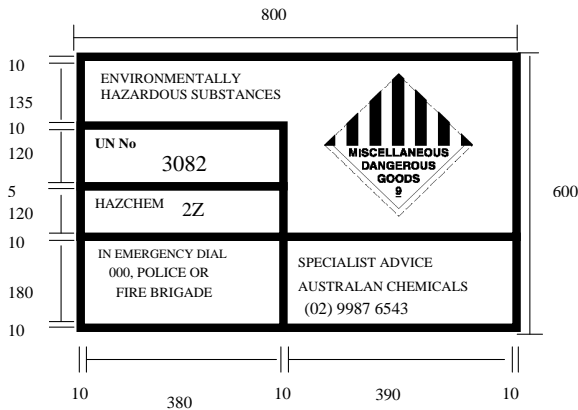 800
10
135
10
120
5
120
10
180
10
ENVIRONMENTALLY
HAZARDOUS SUBSTANCES
UN No
3082
HAZCHEM 2Z
MISCELLANEOUS
DANGEROUS
GOODS
9
600
IN EMERGENCY DIAL
000, POLICE OR
FIRE BRIGADE
SPECIALIST ADVICE
AUSTRALAN CHEMICALS
(02) 9987 6543
10 380 10 390 10